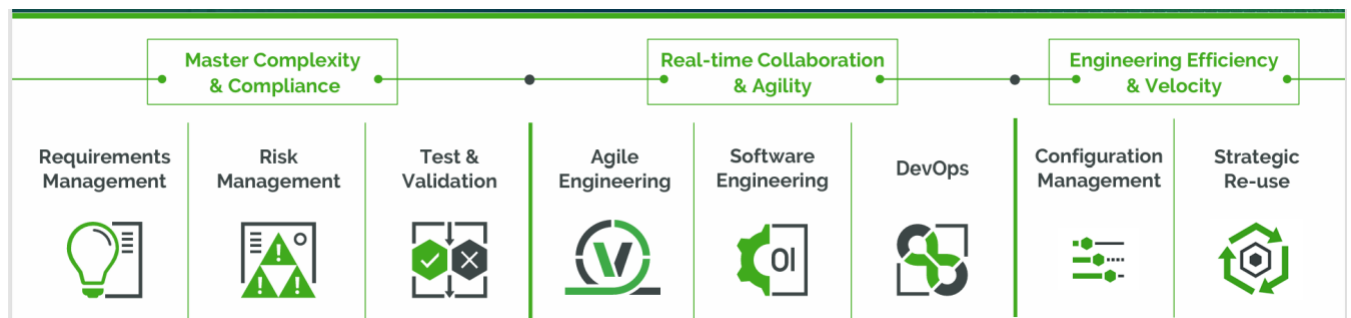 Master Complexity
& Compliance
Real-time Collaboration
& Agility
Engineering Efficiency
& Velocity
Requirements
Management
Risk
Management
Test &
Validation
Agile
Engineering
Software
Engineering
DevOps
Configuration
Management
Strategic
Re-use
V
01